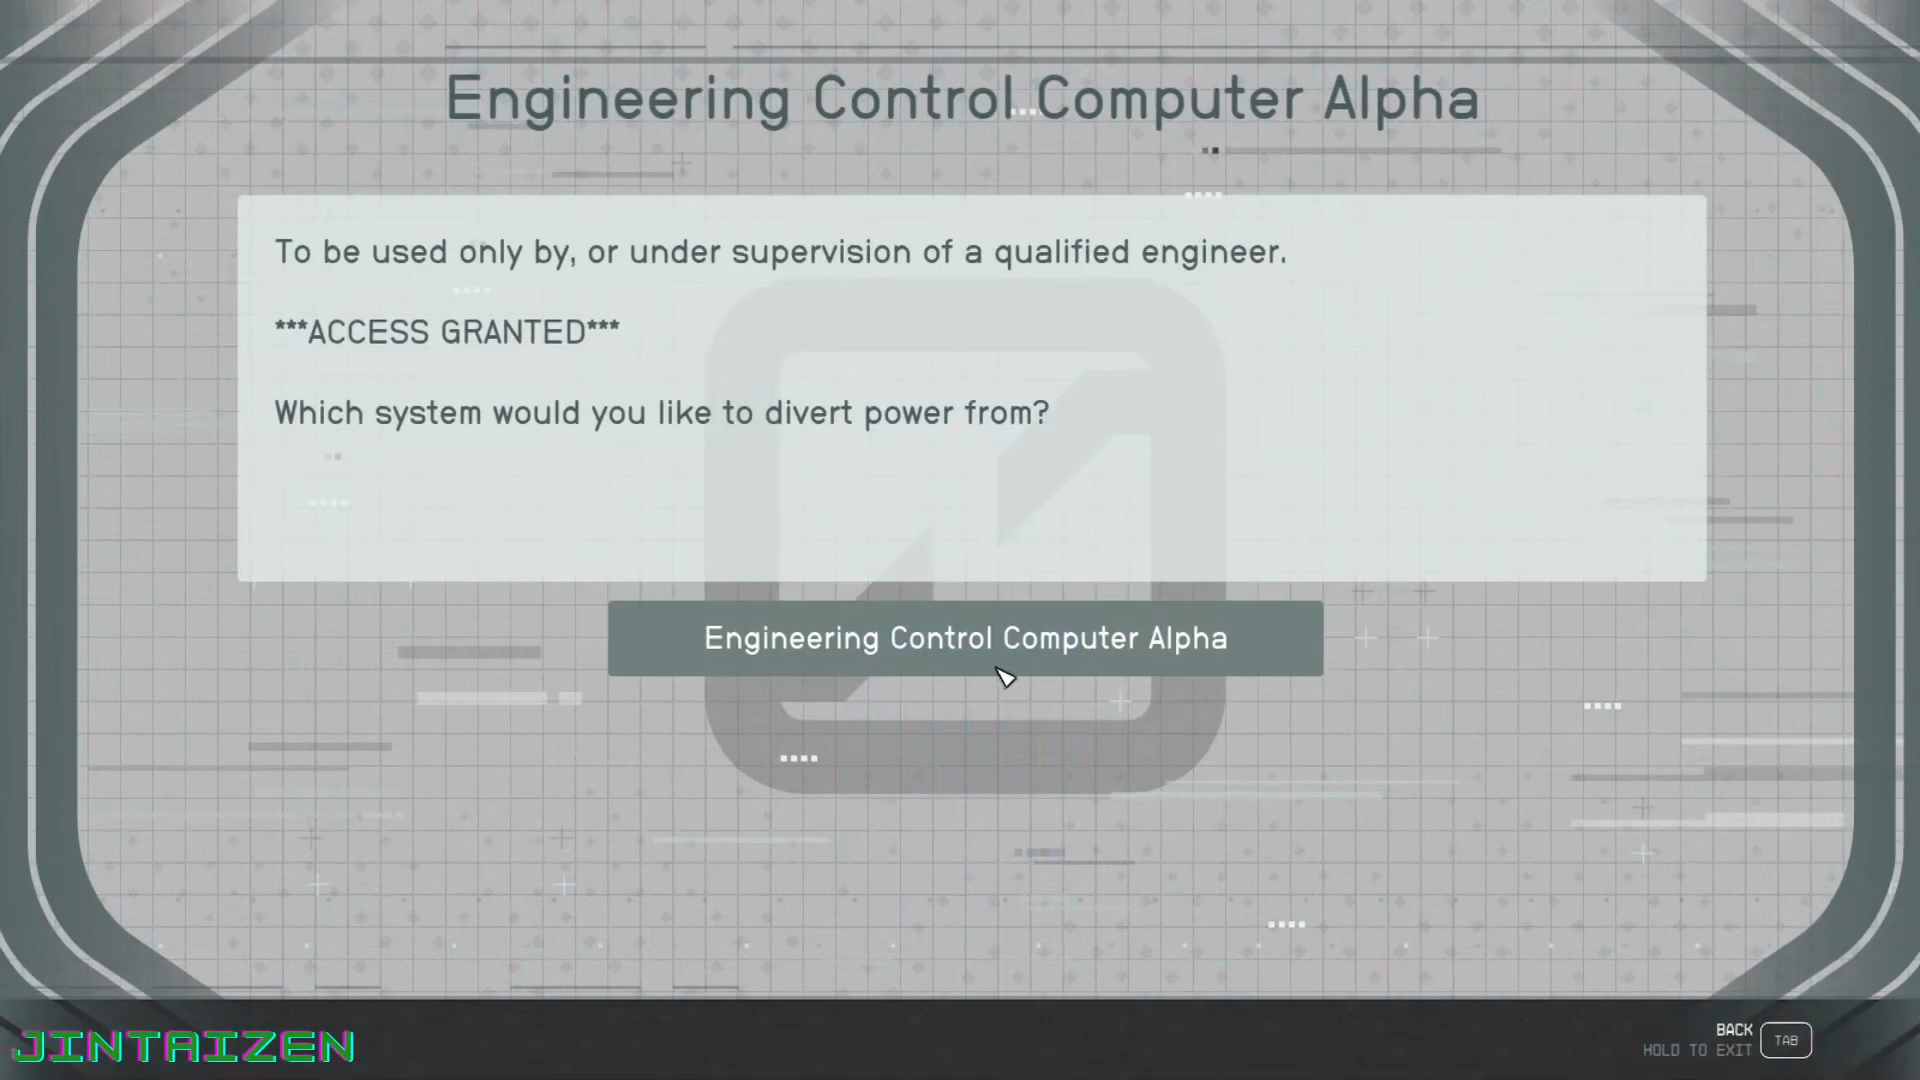 Engineering Control Computer Alpha
To be used only by, or under supervision of a qualified engineer.
***ACCESS GRANTED***
Which system would you like to divert power from?
Engineering Control Computer Alpha
JINTAIZEN
BACK
HOLD TO EXIT
TAB